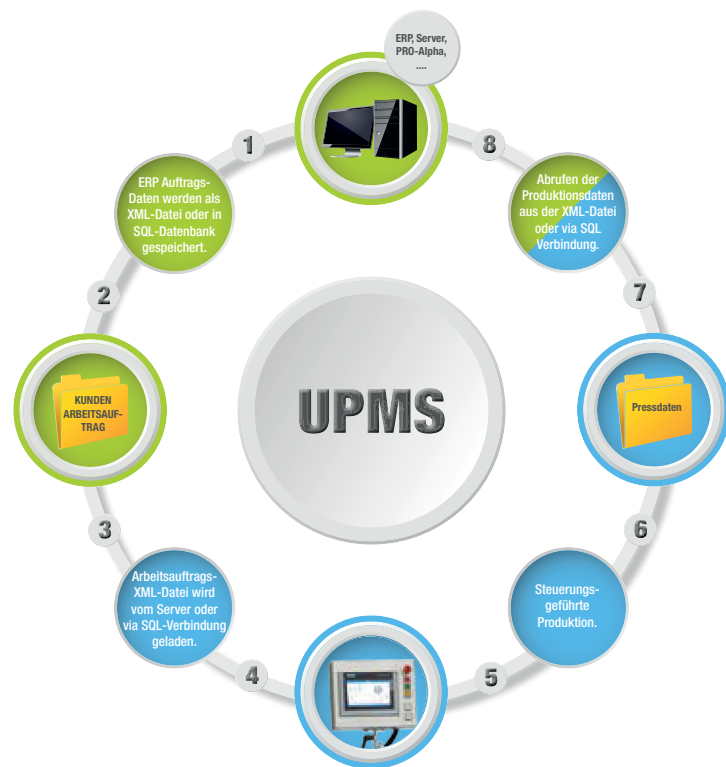 ERP, Server,
PRO-Alpha,
....
1
8
ERP Auftrags-
Daten werden als
XML-Datei oder in
SQL-Datenbank
gespeichert.
Abrufen der
Produktionsdaten
aus der XML-Datei
oder via SQL
Verbindung.
2
7
KUNDEN
ARBEITSAUF-
TRAG
UPMS
Pressdaten
3
6
Arbeitsauftrags-
XML-Datei wird
vom Server oder
via SQL-Verbindung
geladen.
Steuerungs-
geführte
Produktion.
4
5